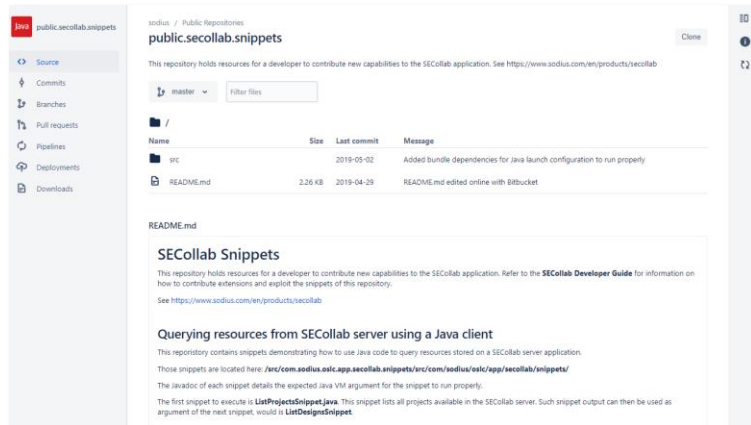 Java public.secollab.snippets
Source
Commits
Branches
Pull requests
Pipelines
Deployments
Downloads
sodius / Public Repositories
public.secollab.snippets
Clone
This repository holds resources for a developer to contribute new capabilities to the SECollab application. See https://www.sodius.com/en/products/secollab
master
Filter files
/
Name Size Last commit Message
src 2019-05-02 Added bundle dependencies for Java launch configuration to run properly
README.md 2.26 KB 2019-04-29 README.md edited online with Bitbucket
README.md
SECollab Snippets
This repository holds resources for a developer to contribute new capabilities to the SECollab application. Refer to the SECollab Developer Guide for information on
how to contribute extensions and exploit the snippets of this repository.
See https://www.sodius.com/en/products/secollab
Querying resources from SECollab server using a Java client
This reporistory contains snippets demonstrating how to use Java code to query resources stored on a SECollab server application.
Those snippets are located here: /src/com.sodius.oslc.app.secollab.snippets/src/com/sodius/oslc/app/secollab/snippets/
The Javadoc of each snippet details the expected Java VM argument for the snippet to run properly.
The first snippet to execute is ListProjectsSnippet.java. This snippet lists all projects available in the SECollab server. Such snippet output can then be used as
argument of the next snippet, would is ListDesignsSnippet.